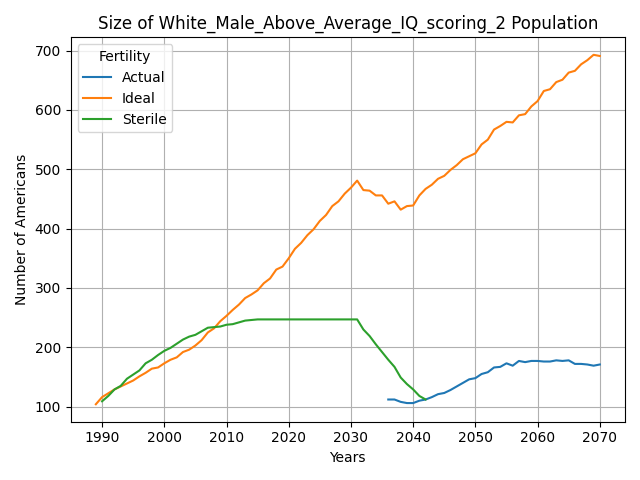 Size of White_Male_Above_Average_IQ_scoring_2 Population
Fertility
Actual
Ideal
Sterile
Number of Americans
700
600
500
400
300
200
100
1990
2000
2010
2020
2030
2040
2050
2060
2070
Years